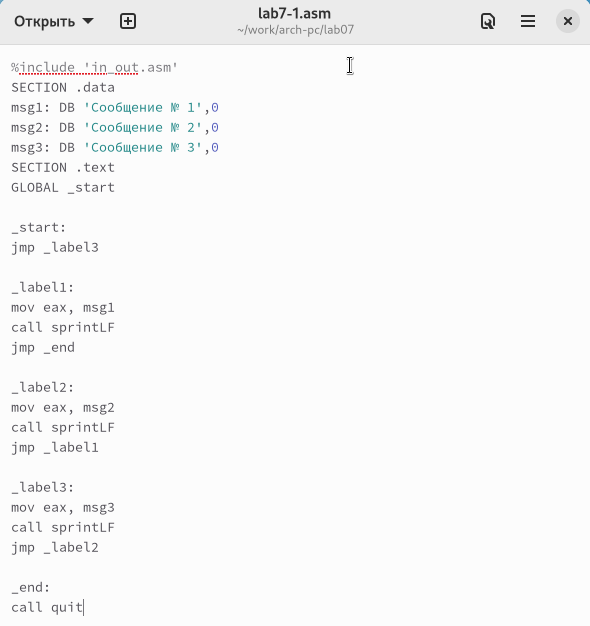 Открыть
lab7-1.asm
~/work/arch-pc/lab07
%include 'in_out.asm'
SECTION .data
msg1: DB 'Сообщение № 1',0
msg2: DB 'Сообщение № 2',0
msg3: DB 'Сообщение № 3',0
SECTION .text
GLOBAL _start

_start:
jmp _label3

_label1:
mov eax, msg1
call sprintLF
jmp _end

_label2:
mov eax, msg2
call sprintLF
jmp _label1

_label3:
mov eax, msg3
call sprintLF
jmp _label2

_end:
call quit